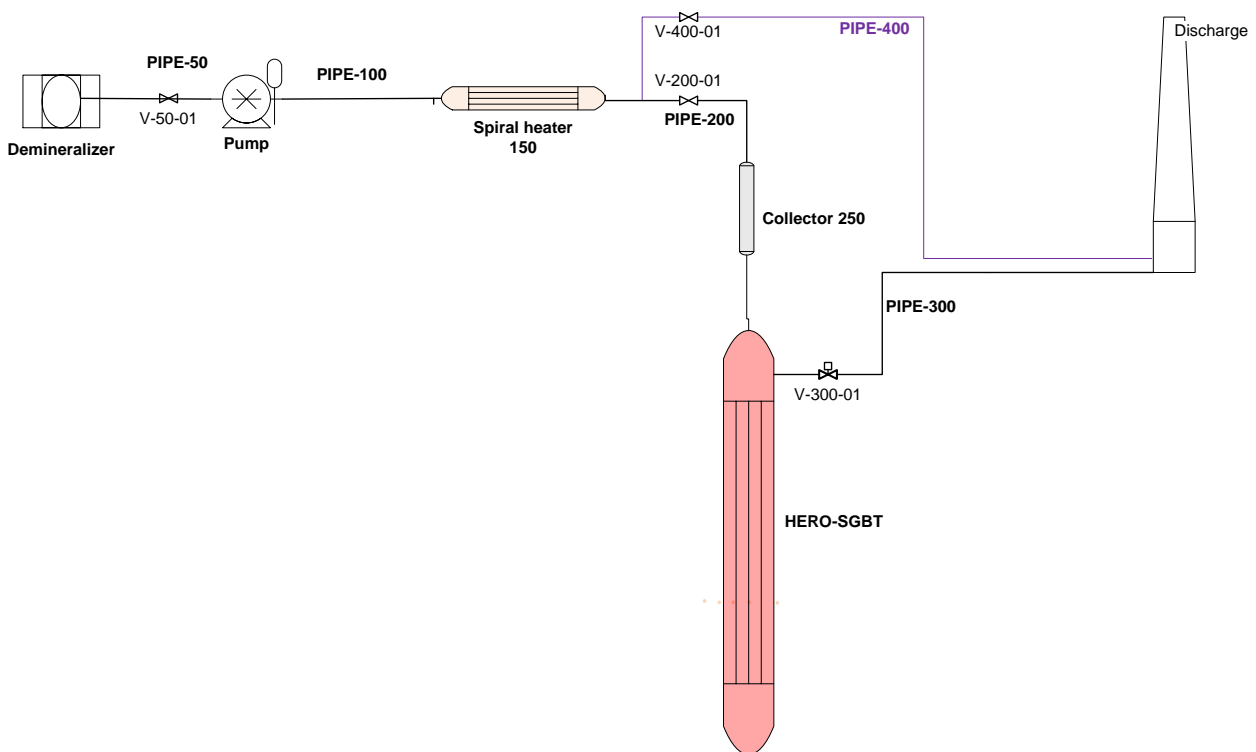 V-400-01
PIPE-400
Discharge
PIPE-50
PIPE-100
V-200-01
V-50-01
Demineralizer
Pump
Spiral heater
150
PIPE-200
Collector 250
PIPE-300
V-300-01
HERO-SGBT